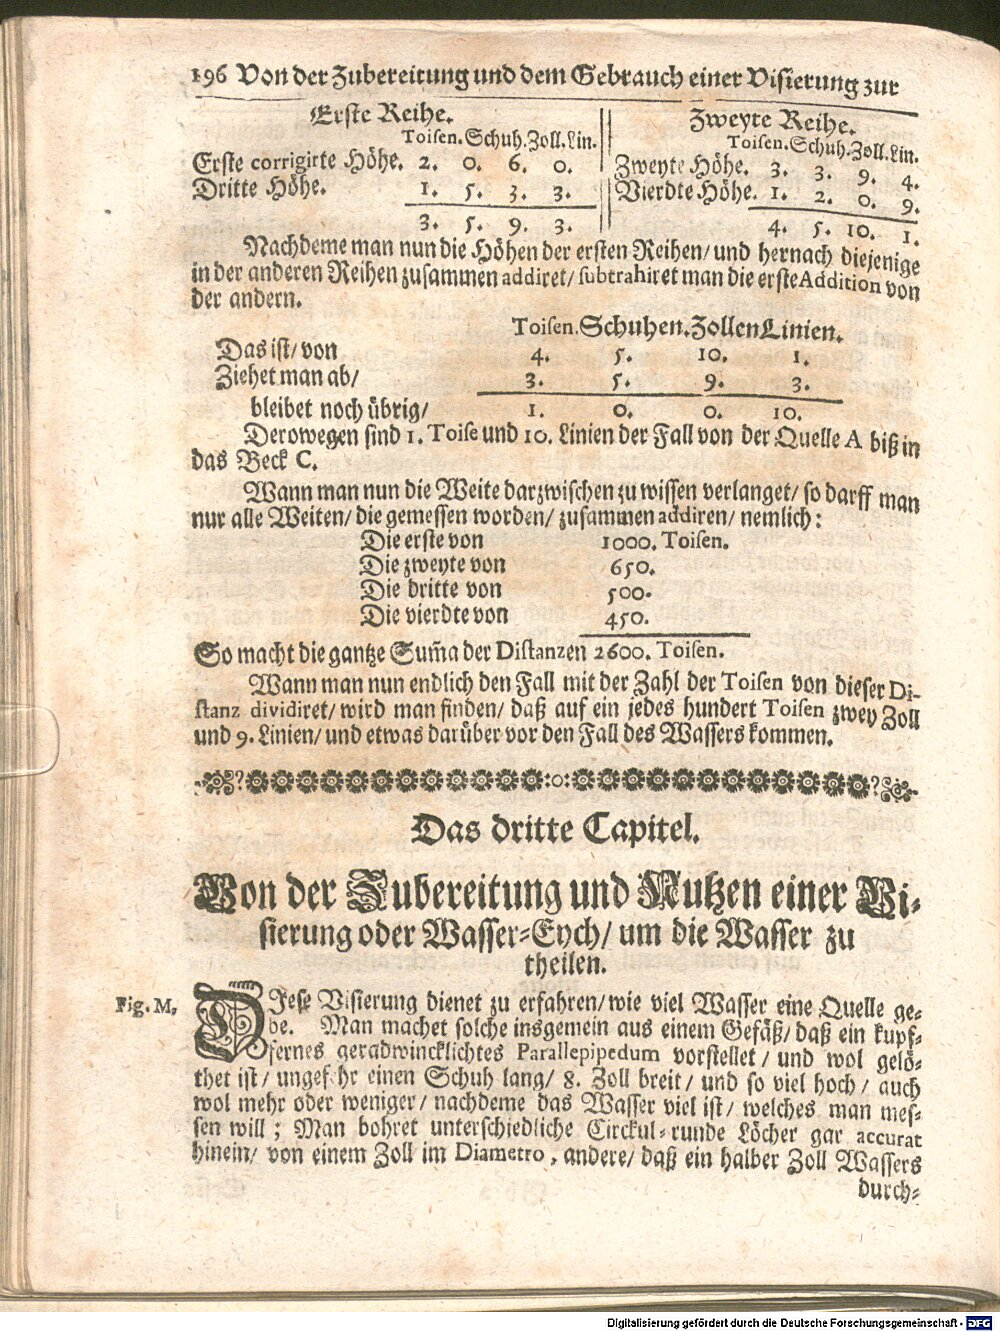 196 Von der Zubereitung und dem Gebrauch einer Visierung zur
Erste Reihe.
Toisen. Schuh. Zoll. Lin.
Erste corrigirte Höhe. 2. 0. 6. 0.
Dritte Höhe. 1. 5. 3. 3.
3. 5. 9. 3.
Zweyte Reihe.
Toisen. Schuh. Zoll. Lin.
Zweyte Höhe. 3. 3. 9. 4.
Vierdte Höhe. 1. 2. 0. 9.
4. 5. 10. 1.
Nachdeme man nun die Höhen der ersten Reihen/ und hernach diejenige
in der anderen Reihen zusammen addiret/ subtrahiret man die erste Addition von
der andern.
Toisen. Schuhen. Zollen Linien.
Das ist/ von 4. 5. 10. 1.
Ziehet man ab/ 3. 5. 9. 3.
bleibet noch übrig/ 1. 0. 0. 10.
Derowegen sind 1. Toise und 10. Linien der Fall von der Quelle A biß in
das Beck C.
Wann man nun die Weite darzwischen zu wissen verlanget/ so darff man
nur alle Weiten/ die gemessen worden/ zusammen addiren/ nemlich:
Die erste von 1000. Toisen.
Die zweyte von 650.
Die dritte von 500.
Die vierdte von 450.
So macht die gantze Sum̃a der Distanzen 2600. Toisen.
Wann man nun endlich den Fall mit der Zahl der Toisen von dieser Di-
stanz dividiret/ wird man finden/ daß auf ein jedes hundert Toisen zwey Zoll
und 9. Linien/ und etwas darüber vor den Fall des Wassers kommen.
Das dritte Capitel.
Von der Zubereitung und Nutzen einer Vi-
sierung oder Wasser-Eych/ um die Wasser zu
theilen.
Fig. M.
DIese Visierung dienet zu erfahren/ wie viel Wasser eine Quelle ge-
be. Man machet solche insgemein aus einem Gefäß/ daß ein kupf-
fernes geradwincklichtes Parallepipedum vorstellet/ und wol gelö-
thet ist/ ungefehr einen Schuh lang/ 8. Zoll breit/ und so viel hoch/ auch
wol mehr oder weniger/ nachdeme das Wasser viel ist/ welches man mes-
sen will; Man bohret unterschiedliche Circkul-runde Löcher gar accurat
hinein/ von einem Zoll im Diametro, andere/ daß ein halber Zoll Wassers
durch-
Digitalisierung gefördert durch die Deutsche Forschungsgemeinschaft - DFG